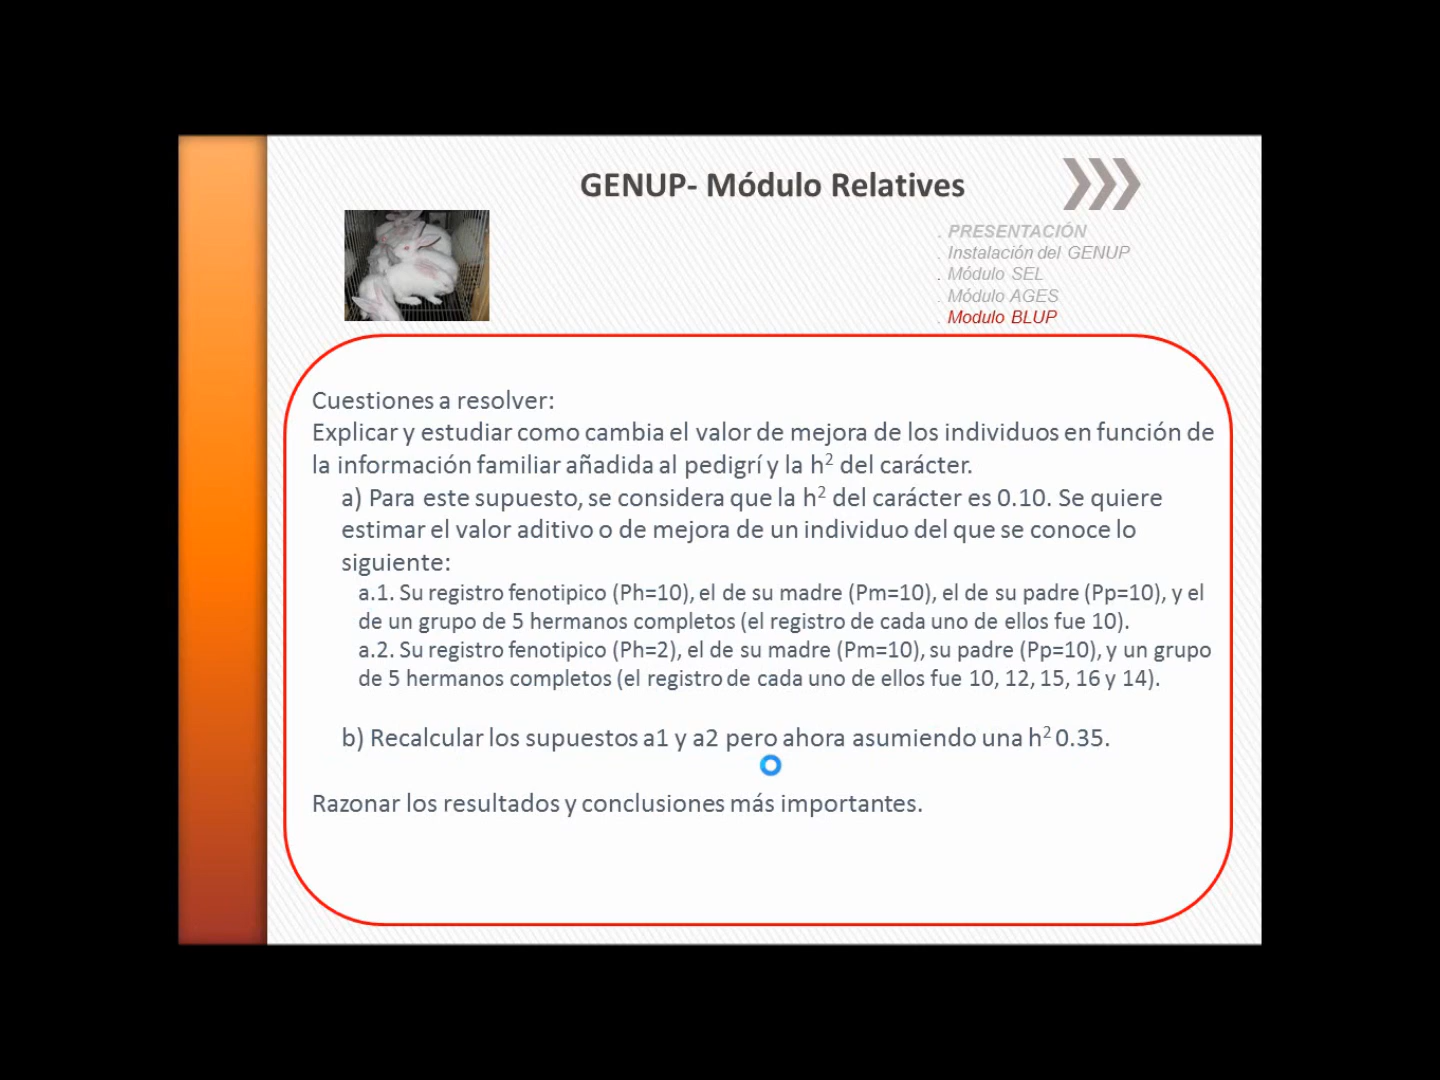 GENUP- Módulo Relatives
. PRESENTACIÓN
. Instalación del GENUP
. Módulo SEL
. Módulo AGES
. Modulo BLUP
Cuestiones a resolver:
Explicar y estudiar como cambia el valor de mejora de los individuos en función de
la información familiar añadida al pedigrí y la h² del carácter.
a) Para este supuesto, se considera que la h² del carácter es 0.10. Se quiere
estimar el valor aditivo o de mejora de un individuo del que se conoce lo
siguiente:
a.1. Su registro fenotipico (Ph=10), el de su madre (Pm=10), el de su padre (Pp=10), y el
de un grupo de 5 hermanos completos (el registro de cada uno de ellos fue 10).
a.2. Su registro fenotipico (Ph=2), el de su madre (Pm=10), su padre (Pp=10), y un grupo
de 5 hermanos completos (el registro de cada uno de ellos fue 10, 12, 15, 16 y 14).
b) Recalcular los supuestos a1 y a2 pero ahora asumiendo una h² 0.35.
Razonar los resultados y conclusiones más importantes.